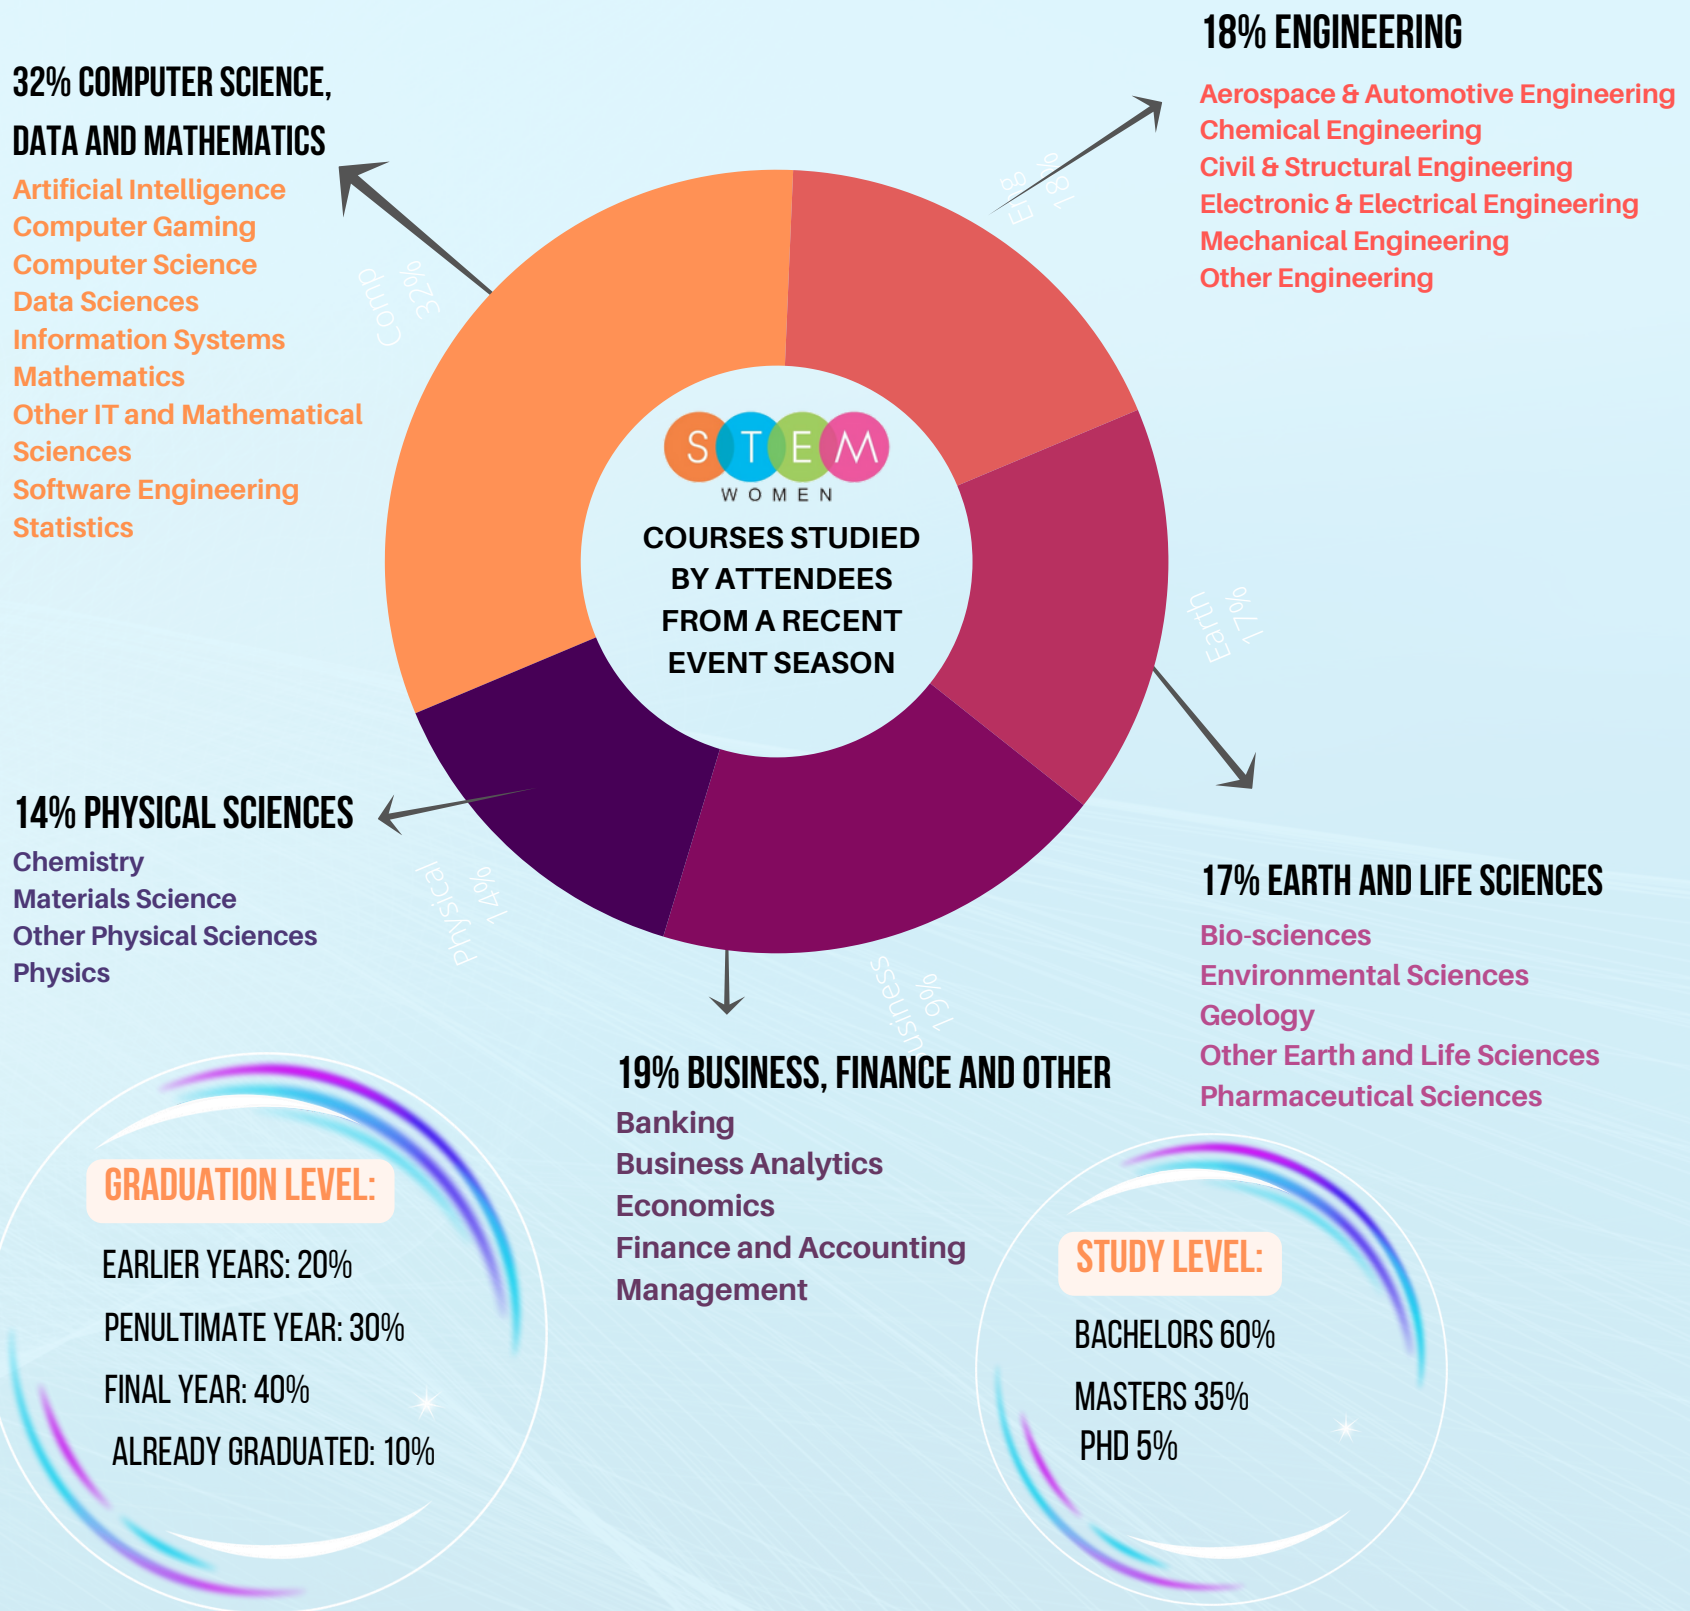 32% COMPUTER SCIENCE,
DATA AND MATHEMATICS
Artificial Intelligence
Computer Gaming
Computer Science
Data Sciences
Information Systems
Mathematics
Other IT and Mathematical
Sciences
Software Engineering
Statistics
Comp
32%
18% ENGINEERING
Aerospace & Automotive Engineering
Chemical Engineering
Civil & Structural Engineering
Electronic & Electrical Engineering
Mechanical Engineering
Other Engineering
Eng
18%
STEM
WOMEN
COURSES STUDIED
BY ATTENDEES
FROM A RECENT
EVENT SEASON
Earth
17%
14% PHYSICAL SCIENCES
Chemistry
Materials Science
Other Physical Sciences
Physics
Physical
14%
17% EARTH AND LIFE SCIENCES
Bio-sciences
Environmental Sciences
Geology
Other Earth and Life Sciences
Pharmaceutical Sciences
usiness
19%
19% BUSINESS, FINANCE AND OTHER
Banking
Business Analytics
Economics
Finance and Accounting
Management
GRADUATION LEVEL:
EARLIER YEARS: 20%
PENULTIMATE YEAR: 30%
FINAL YEAR: 40%
ALREADY GRADUATED: 10%
STUDY LEVEL:
BACHELORS 60%
MASTERS 35%
PHD 5%